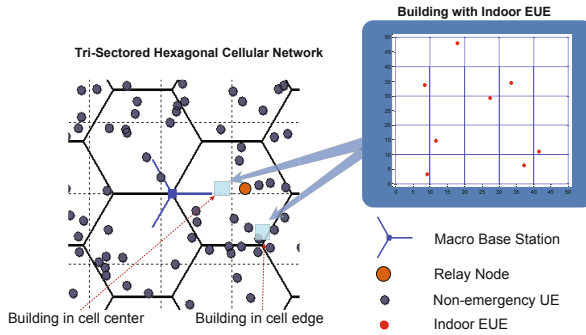 Building with Indoor EUE
Tri-Sectored Hexagonal Cellular Network
50
45
40
35
30
25
20
15
10
5
0
0 5 10 15 20 25 30 35 40 45 50
Macro Base Station
Relay Node
Non-emergency UE
Indoor EUE
Building in cell center
Building in cell edge